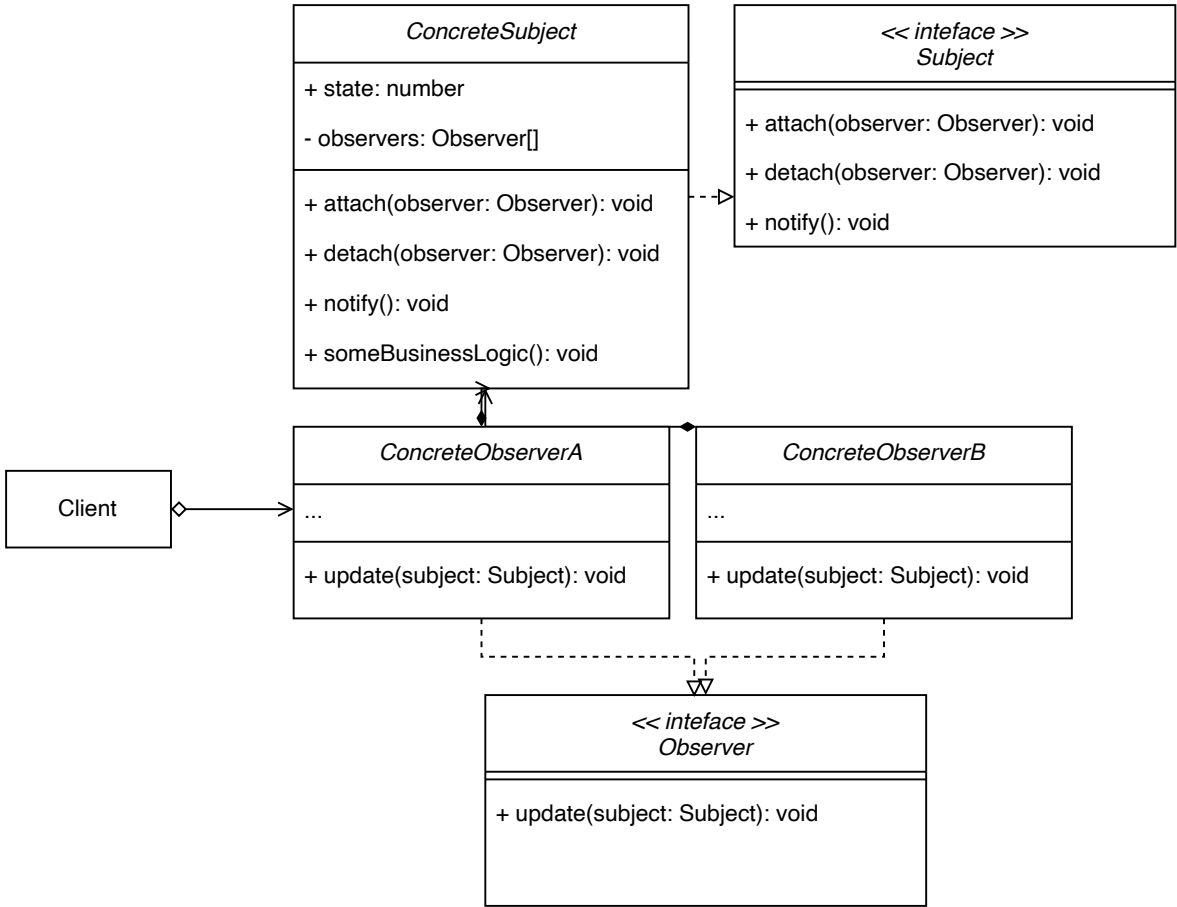 ConcreteSubject
+ state: number
- observers: Observer[]
+ attach(observer: Observer): void
+ detach(observer: Observer): void
+ notify(): void
+ someBusinessLogic(): void
<< inteface >>
Subject
+ attach(observer: Observer): void
+ detach(observer: Observer): void
+ notify(): void
Client
ConcreteObserverA
...
+ update(subject: Subject): void
ConcreteObserverB
...
+ update(subject: Subject): void
<< inteface >>
Observer
+ update(subject: Subject): void